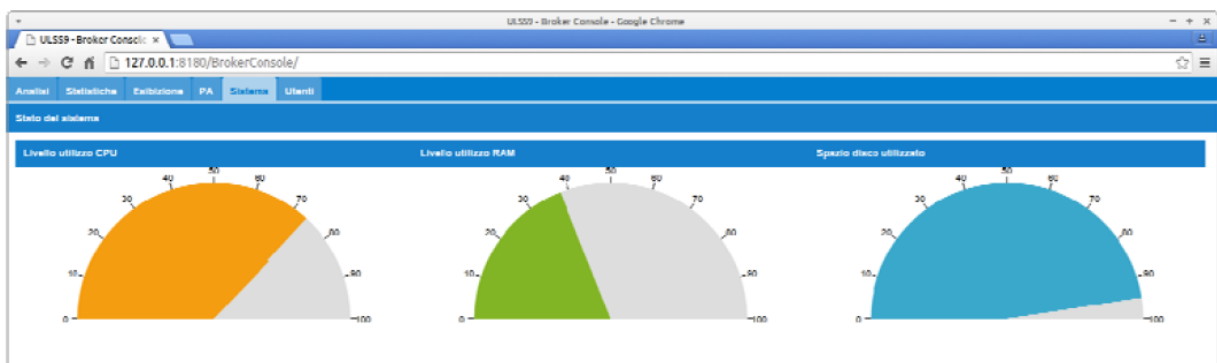 ULSS9 - Broker Console - Google Chrome
ULSS9 - Broker Console
127.0.0.1:8180/BrokerConsole/
Analisi Statistiche Esibizione PA Sistema Utenti
Stato del sistema
Livello utilizzo CPU Livello utilizzo RAM Spazio disco utilizzato
0 10 20 30 40 50 60 70 80 90 100
0 10 20 30 40 50 60 70 80 90 100
0 10 20 30 40 50 60 70 80 90 100